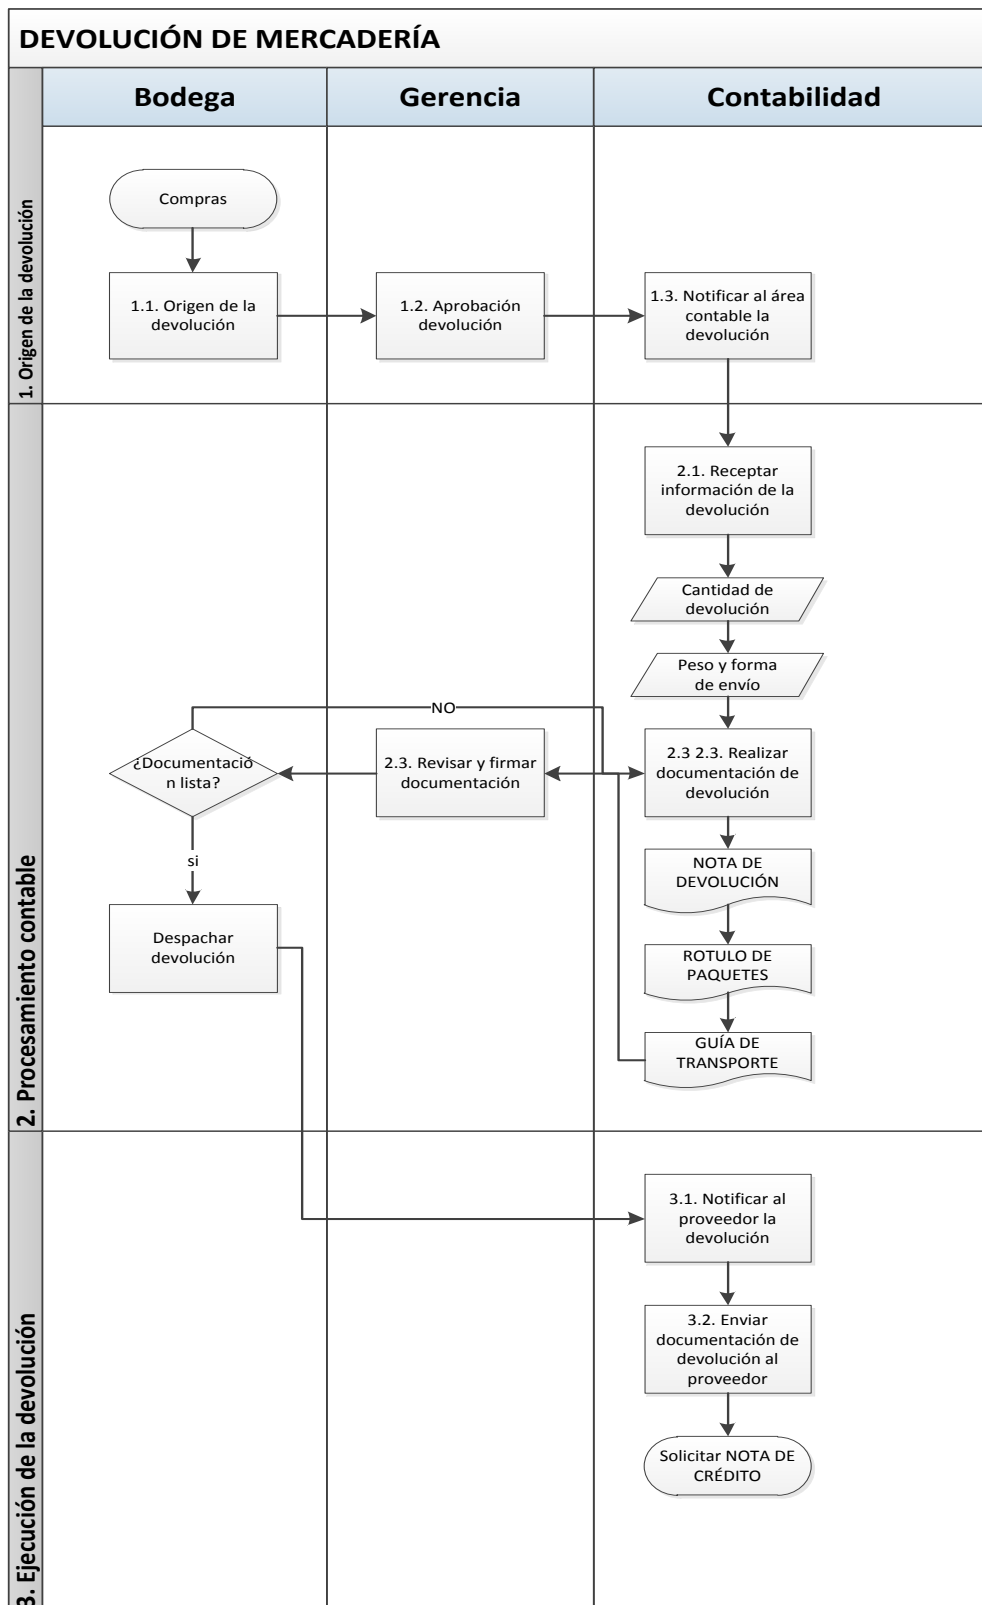 DEVOLUCIÓN DE MERCADERÍA
Bodega
Gerencia
Contabilidad
1. Origen de la devolución
Compras
1.1. Origen de la
devolución
1.2. Aprobación
devolución
1.3. Notificar al área
contable la
devolución
2. Procesamiento contable
2.1. Receptar
información de la
devolución
Cantidad de
devolución
Peso y forma
de envío
NO
¿Documentació
n lista?
2.3. Revisar y firmar
documentación
2.3 2.3. Realizar
documentación de
devolución
si
NOTA DE
DEVOLUCIÓN
Despachar
devolución
ROTULO DE
PAQUETES
GUÍA DE
TRANSPORTE
3. Ejecución de la devolución
3.1. Notificar al
proveedor la
devolución
3.2. Enviar
documentación de
devolución al
proveedor
Solicitar NOTA DE
CRÉDITO